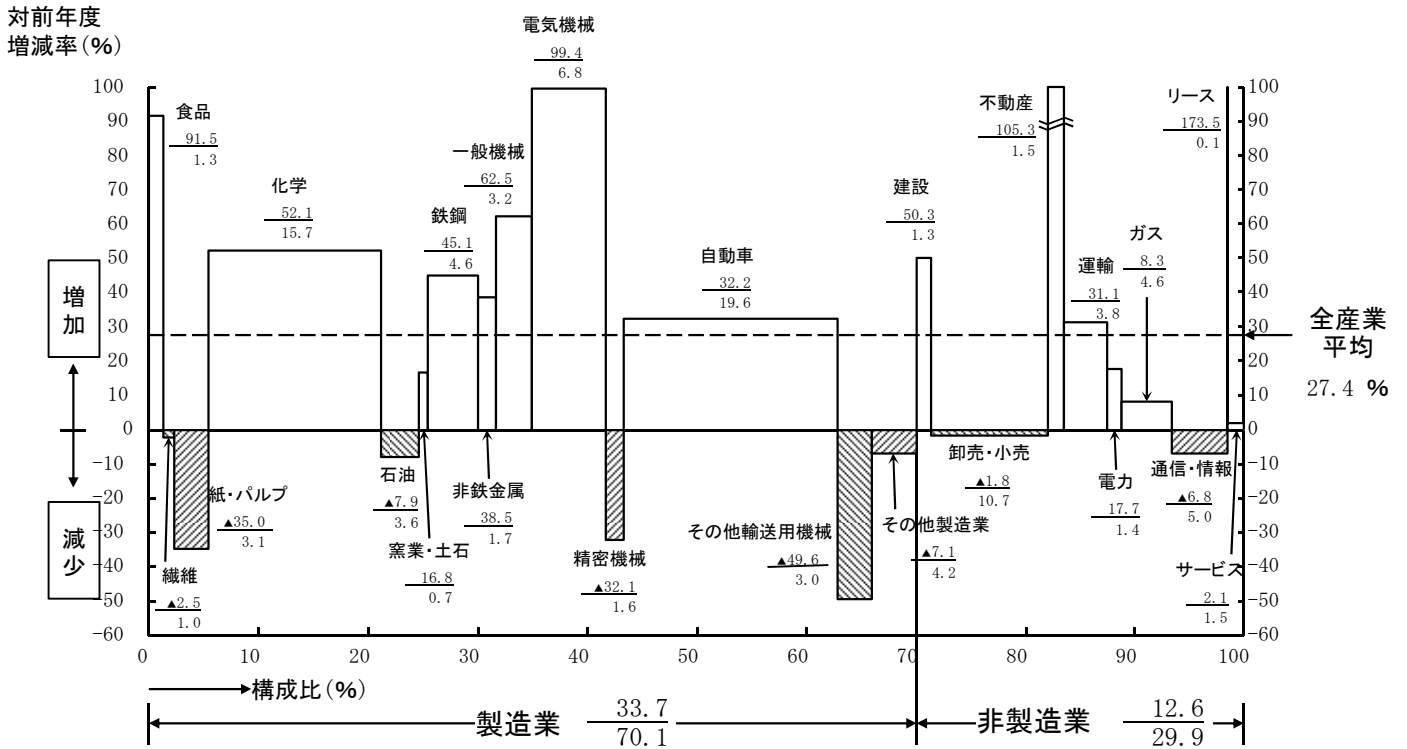 対前年度
増減率(%)
電気機械
99.4
6.8
食品
91.5
1.3
化学
52.1
15.7
鉄鋼
45.1
4.6
一般機械
62.5
3.2
自動車
32.2
19.6
建設
50.3
1.3
不動産
105.3
1.5
運輸
31.1
3.8
ガス
8.3
4.6
リース
173.5
0.1
100
90
80
70
60
50
40
30
20
10
0
-10
-20
-30
-40
-50
-60
100
90
80
70
60
50
40
30
20
10
0
-10
-20
-30
-40
-50
-60
増加
減少
全産業
平均
27.4 %
繊維
▲2.5
1.0
紙・パルプ
▲35.0
3.1
石油
▲7.9
3.6
窯業・土石
16.8
0.7
非鉄金属
38.5
1.7
精密機械
▲32.1
1.6
その他輸送用機械
▲49.6
3.0
その他製造業
▲7.1
4.2
卸売・小売
▲1.8
10.7
電力
17.7
1.4
通信・情報
▲6.8
5.0
サービス
2.1
1.5
0 10 20 30 40 50 60 70 80 90 100
構成比(%)
製造業
33.7
70.1
非製造業
12.6
29.9